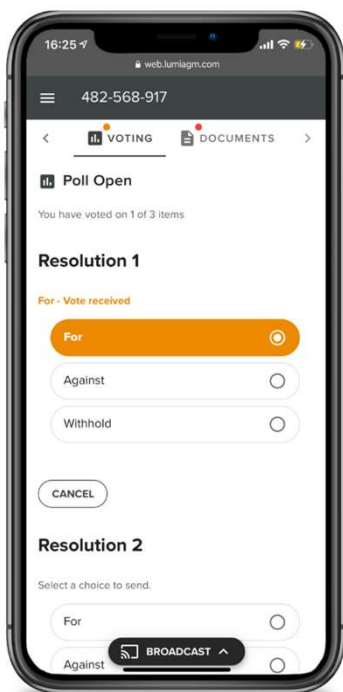 16:25
web.lumiagm.com
482-568-917
VOTING
DOCUMENTS
Poll Open
You have voted on 1 of 3 items
Resolution 1
For - Vote received
For
Against
Withhold
CANCEL
Resolution 2
Select a choice to send.
For
BROADCAST
Against